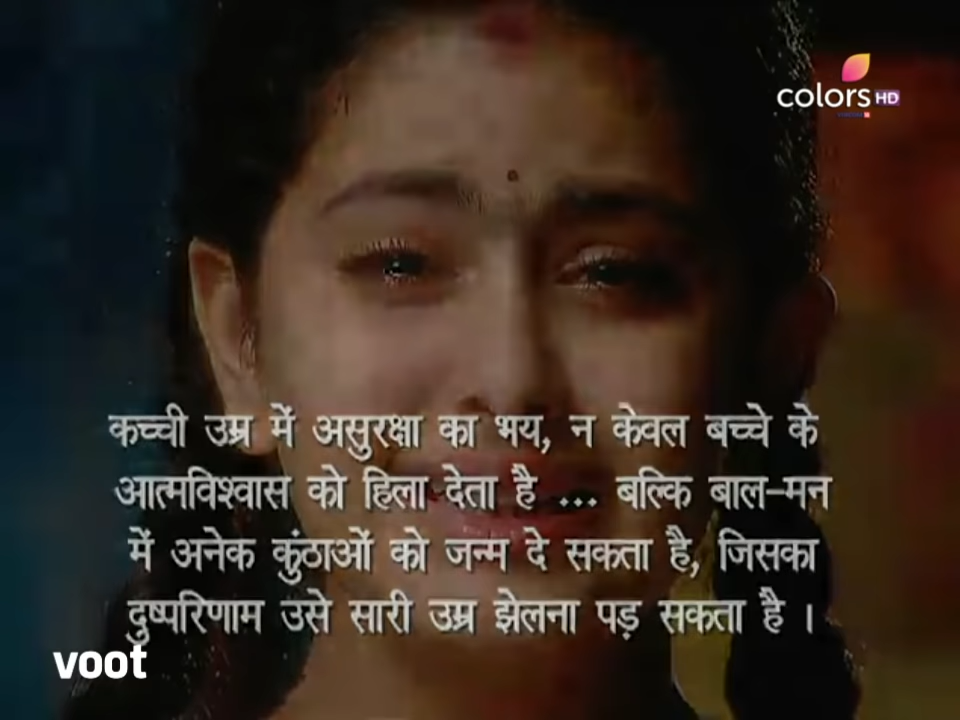 colors HD
कच्ची उम्र में असुरक्षा का भय, न केवल बच्चे के
आत्मविश्वास को हिला देता है ... बल्कि बाल-मन
में अनेक कुंठाओं को जन्म दे सकता है, जिसका
दुष्परिणाम उसे सारी उम्र झेलना पड़ सकता है ।
voot